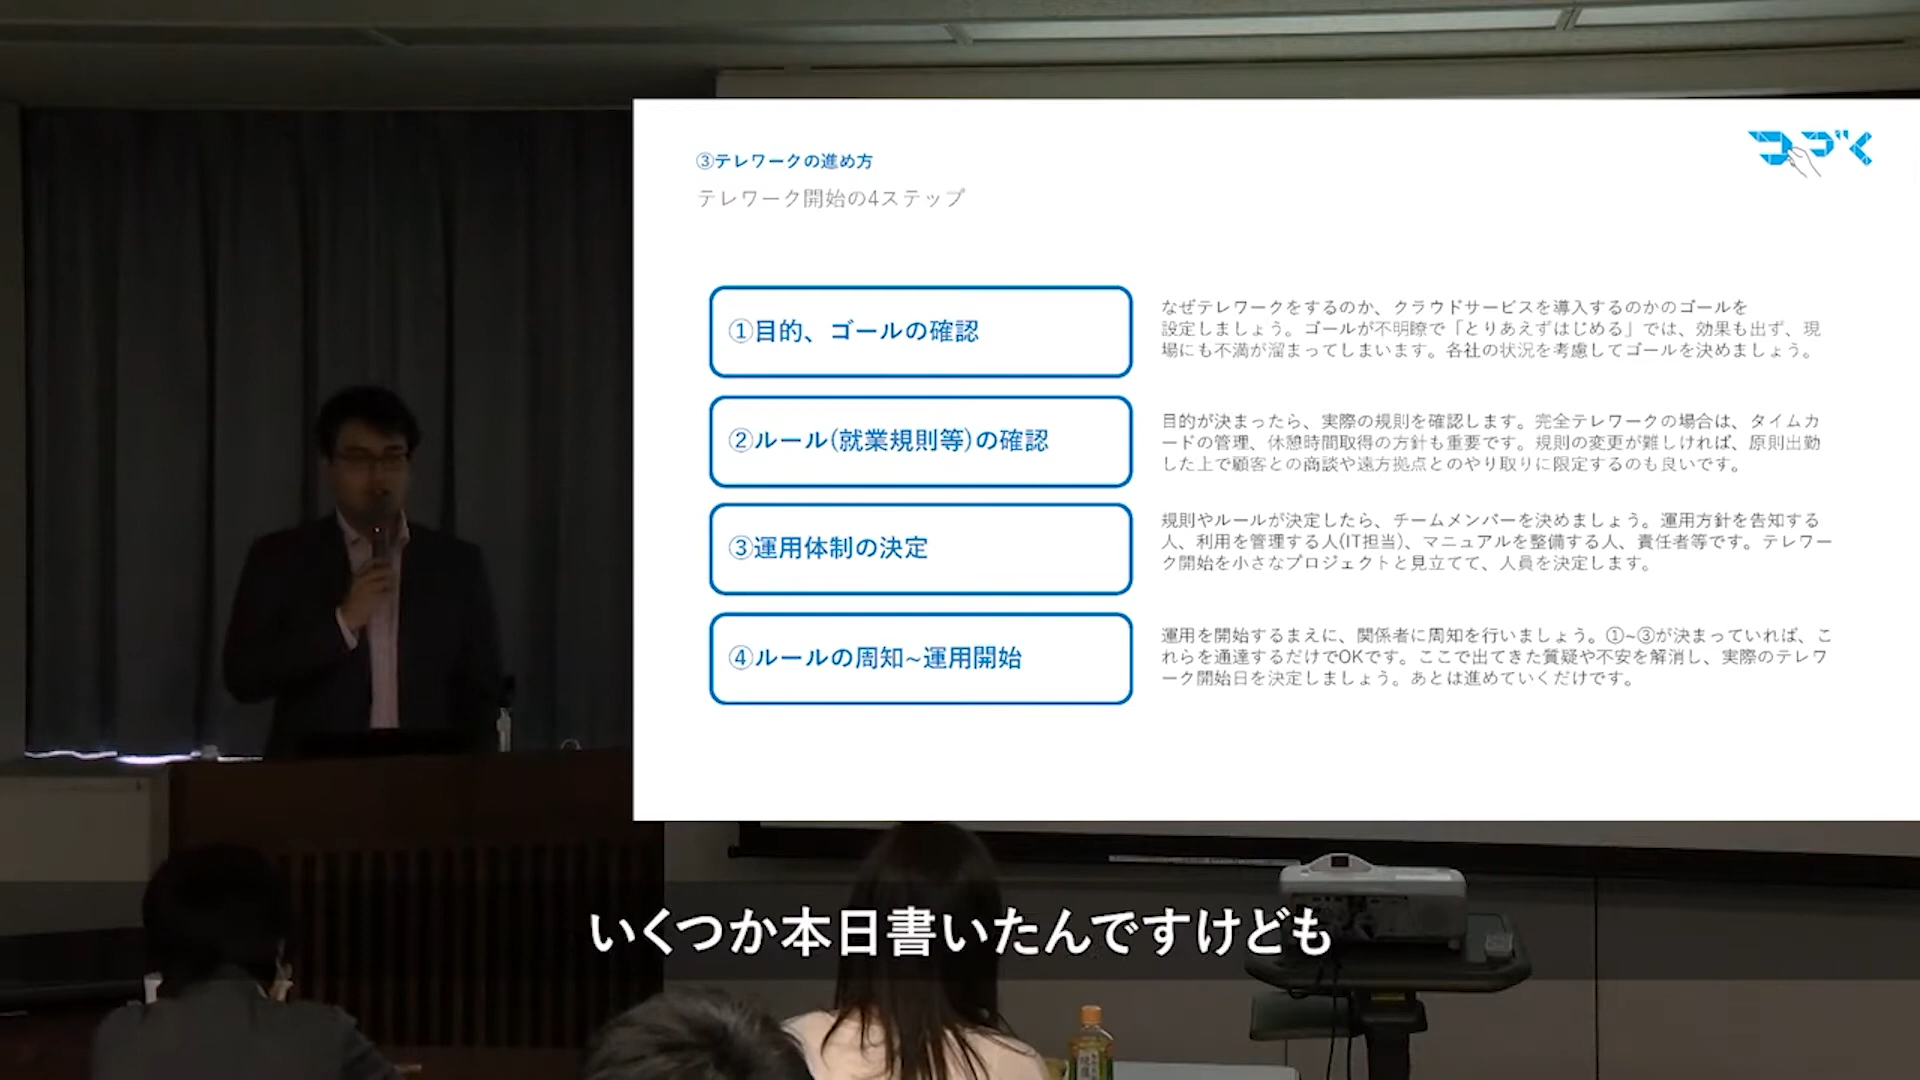 ③テレワークの進め方
テレワーク開始の4ステップ
つづく
①目的、ゴールの確認
なぜテレワークをするのか、クラウドサービスを導入するのかのゴールを
設定しましょう。ゴールが不明瞭で「とりあえずはじめる」では、効果も出ず、現
場にも不満が溜まってしまいます。各社の状況を考慮してゴールを決めましょう。
②ルール(就業規則等)の確認
目的が決まったら、実際の規則を確認します。完全テレワークの場合は、タイムカ
ードの管理、休憩時間取得の方針も重要です。規則の変更が難しければ、原則出勤
した上で顧客との商談や遠方拠点とのやり取りに限定するのも良いです。
③運用体制の決定
規則やルールが決定したら、チームメンバーを決めましょう。運用方針を告知する
人、利用を管理する人(IT担当)、マニュアルを整備する人、責任者等です。テレワー
ク開始を小さなプロジェクトと見立てて、人員を決定します。
④ルールの周知~運用開始
運用を開始するまえに、関係者に周知を行いましょう。①~③が決まっていれば、こ
れらを通達するだけでOKです。ここで出てきた質疑や不安を解消し、実際のテレワ
ーク開始日を決定しましょう。あとは進めていくだけです。
いくつか本日書いたんですけども